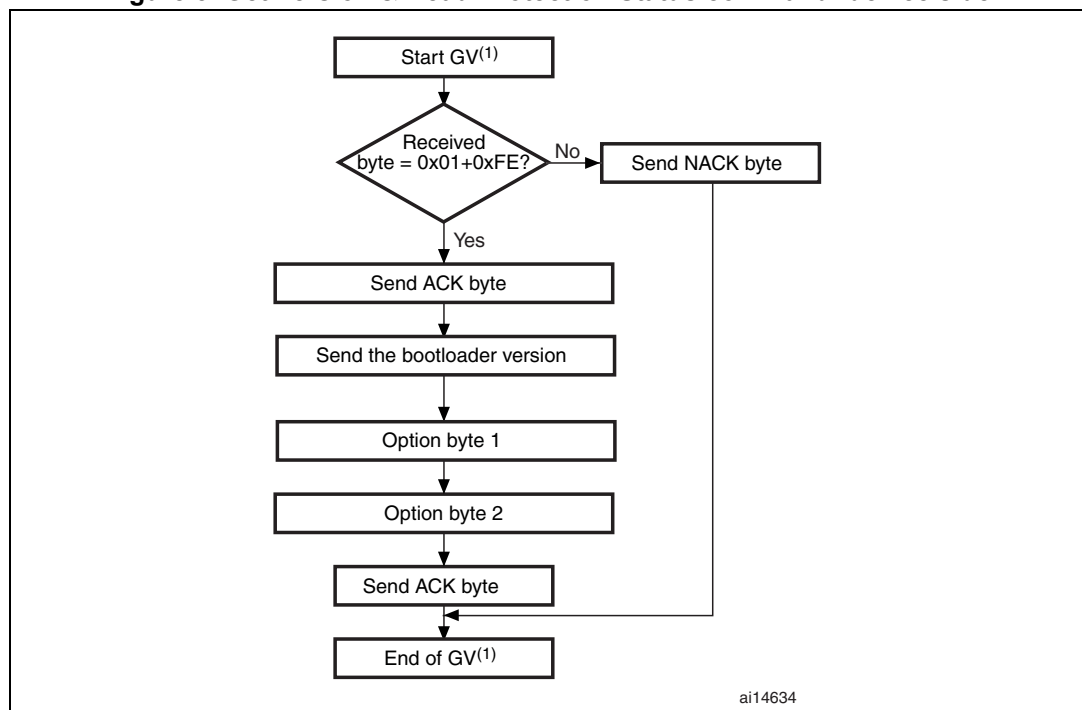 Start GV(1)
Received
byte = 0x01+0xFE?
No
Send NACK byte
Yes
Send ACK byte
Send the bootloader version
Option byte 1
Option byte 2
Send ACK byte
End of GV(1)
ai14634